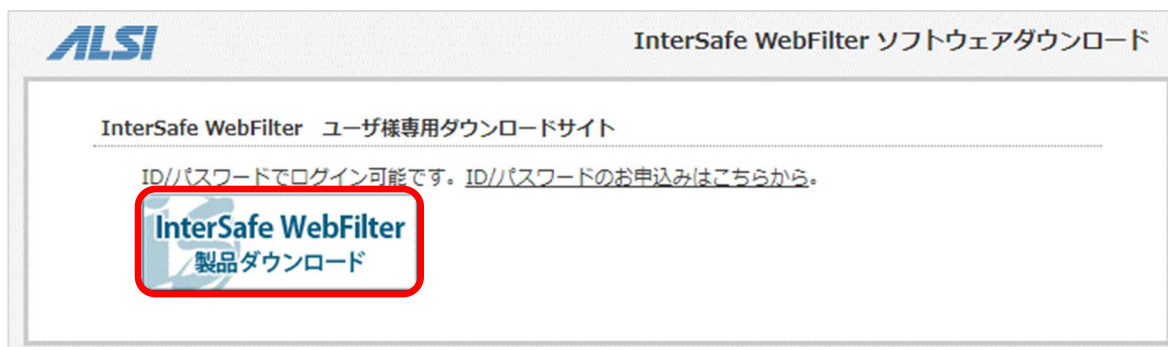 ALSI
InterSafe WebFilter ソフトウェアダウンロード
InterSafe WebFilter　ユーザ様専用ダウンロードサイト
ID/パスワードでログイン可能です。ID/パスワードのお申込みはこちらから。
InterSafe WebFilter
製品ダウンロード